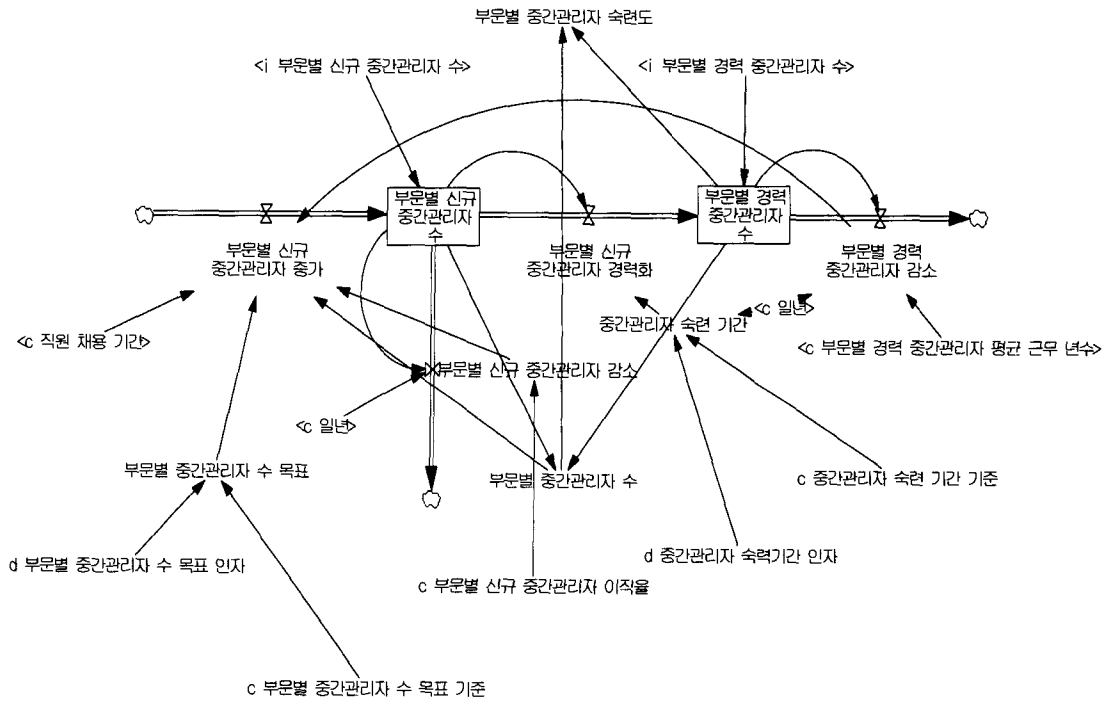 부문별 중간관리자 숙련도
<i 부문별 신규 중간관리자 수>
<i 부문별 경력 중간관리자 수>
부문별 신규
중간관리자
수
부문별 경력
중간관리자
수
부문별 신규
중간관리자 증가
부문별 신규
중간관리자 경력화
부문별 경력
중간관리자 감소
<c 직원 채용 기간>
중간관리자 숙련 기간
<c 일년>
<c 부문별 경력 중간관리자 평균 근무 년수>
부문별 신규 중간관리자 감소
<c 일년>
부문별 중간관리자 수 목표
부문별 중간관리자 수
c 중간관리자 숙련 기간 기준
d 부문별 중간관리자 수 목표 인자
d 중간관리자 숙력기간 인자
c 부문별 신규 중간관리자 이직율
c 부문별 중간관리자 수 목표 기준